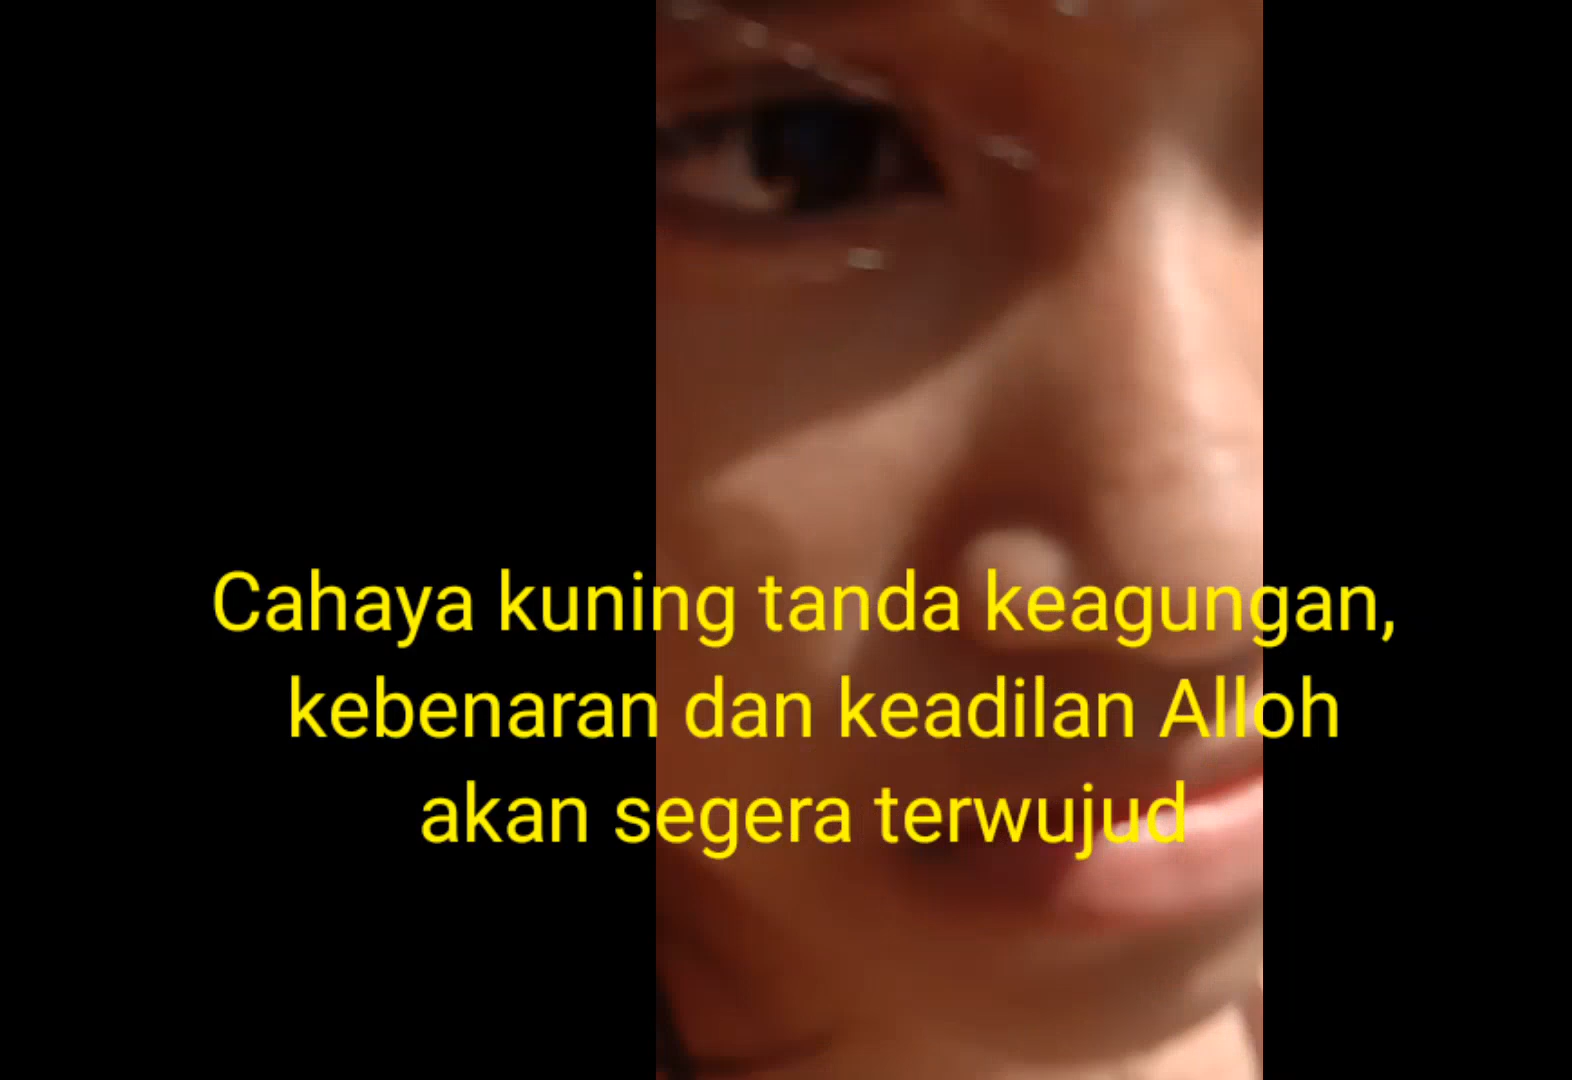 Cahaya kuning tanda keagungan,
kebenaran dan keadilan Alloh
akan segera terwujud